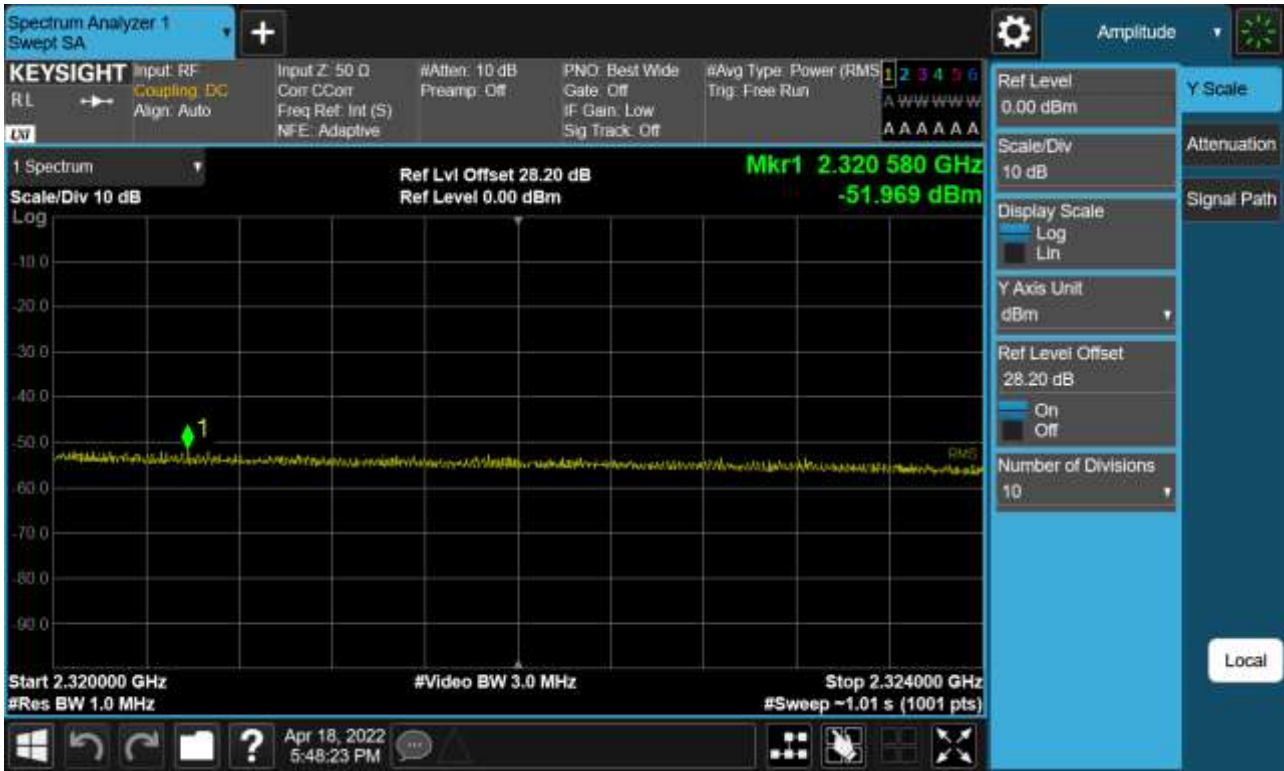 Spectrum Analyzer 1
Swept SA
+
Amplitude
KEYSIGHT
RL
LXI
Input: RF
Coupling: DC
Align: Auto
Input Z: 50 Ω
Corr CCorr
Freq Ref: Int (S)
NFE: Adaptive
#Atten: 10 dB
Preamp: Off
PNO: Best Wide
Gate: Off
IF Gain: Low
Sig Track: Off
#Avg Type: Power (RMS
Trig: Free Run
1 2 3 4 5 6
A W W W W W
A A A A A A
1 Spectrum
Scale/Div 10 dB
Ref Lvl Offset 28.20 dB
Ref Level 0.00 dBm
Mkr1 2.320 580 GHz
-51.969 dBm
Log
-10.0
-20.0
-30.0
-40.0
-50.0
-60.0
-70.0
-80.0
-90.0
1
RMS
Start 2.320000 GHz
#Res BW 1.0 MHz
#Video BW 3.0 MHz
Stop 2.324000 GHz
#Sweep ~1.01 s (1001 pts)
Ref Level
0.00 dBm
Scale/Div
10 dB
Display Scale
Log
Lin
Y Axis Unit
dBm
Ref Level Offset
28.20 dB
On
Off
Number of Divisions
10
Y Scale
Attenuation
Signal Path
Local
?
Apr 18, 2022
5:48:23 PM